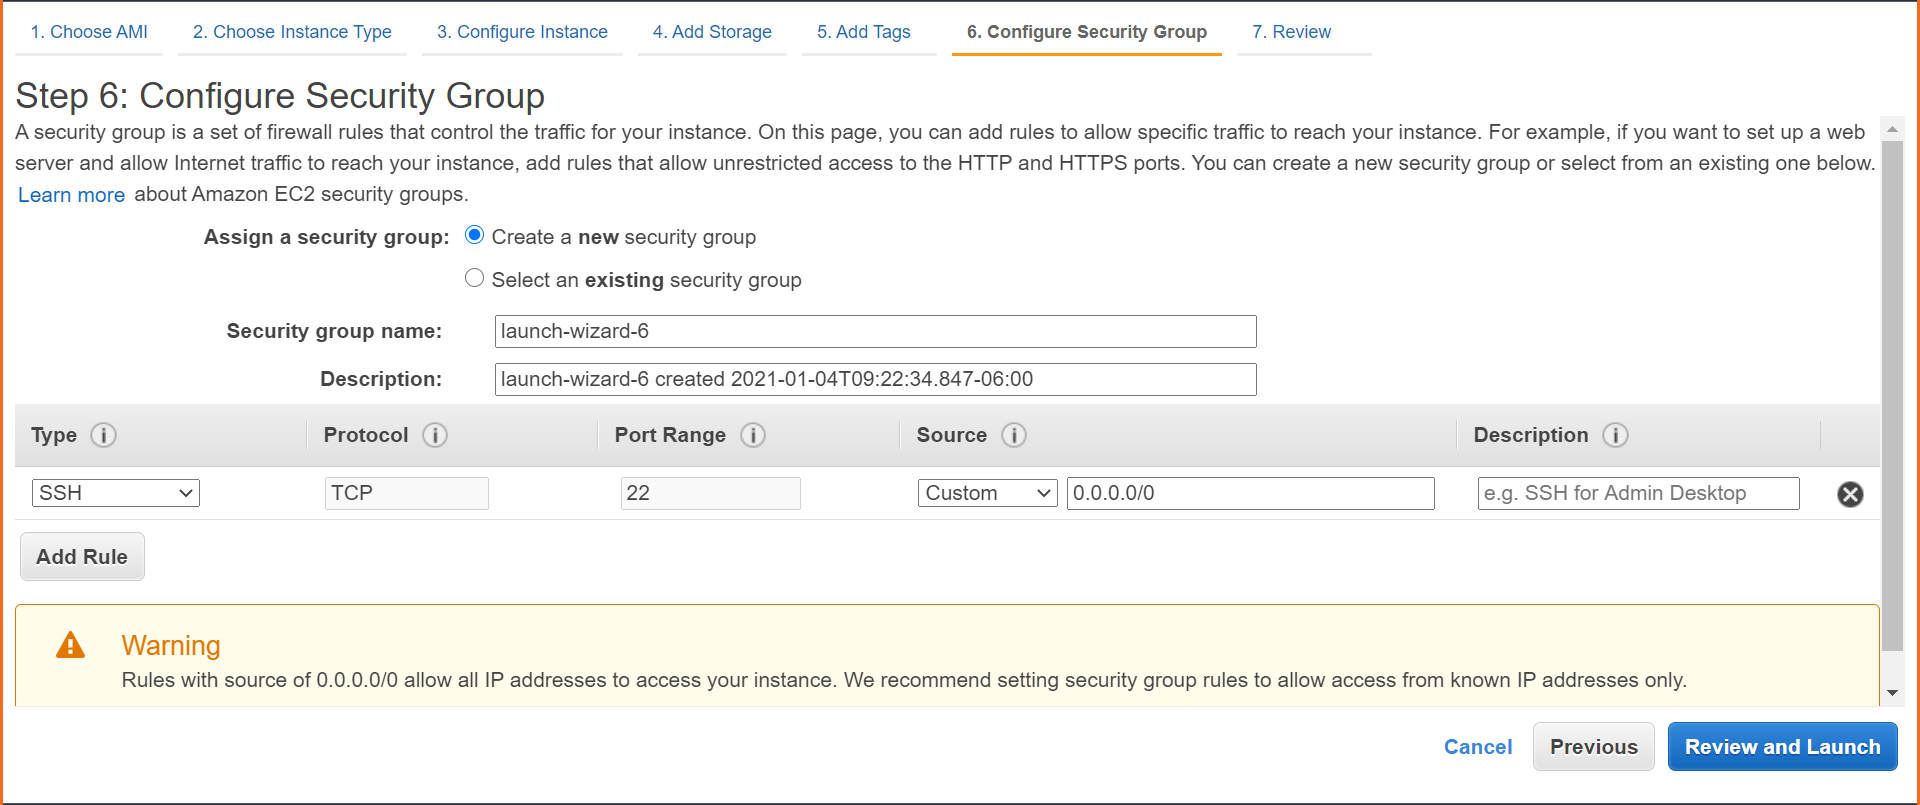 1. Choose AMI 2. Choose Instance Type 3. Configure Instance 4. Add Storage 5. Add Tags 6. Configure Security Group 7. Review
Step 6: Configure Security Group
A security group is a set of firewall rules that control the traffic for your instance. On this page, you can add rules to allow specific traffic to reach your instance. For example, if you want to set up a web
server and allow Internet traffic to reach your instance, add rules that allow unrestricted access to the HTTP and HTTPS ports. You can create a new security group or select from an existing one below.
Learn more about Amazon EC2 security groups.
Assign a security group: Create a new security group
Select an existing security group
Security group name: launch-wizard-6
Description: launch-wizard-6 created 2021-01-04T09:22:34.847-06:00
Type i Protocol i Port Range i Source i Description i
SSH TCP 22 Custom 0.0.0.0/0 e.g. SSH for Admin Desktop
Add Rule
Warning
Rules with source of 0.0.0.0/0 allow all IP addresses to access your instance. We recommend setting security group rules to allow access from known IP addresses only.
Cancel Previous Review and Launch